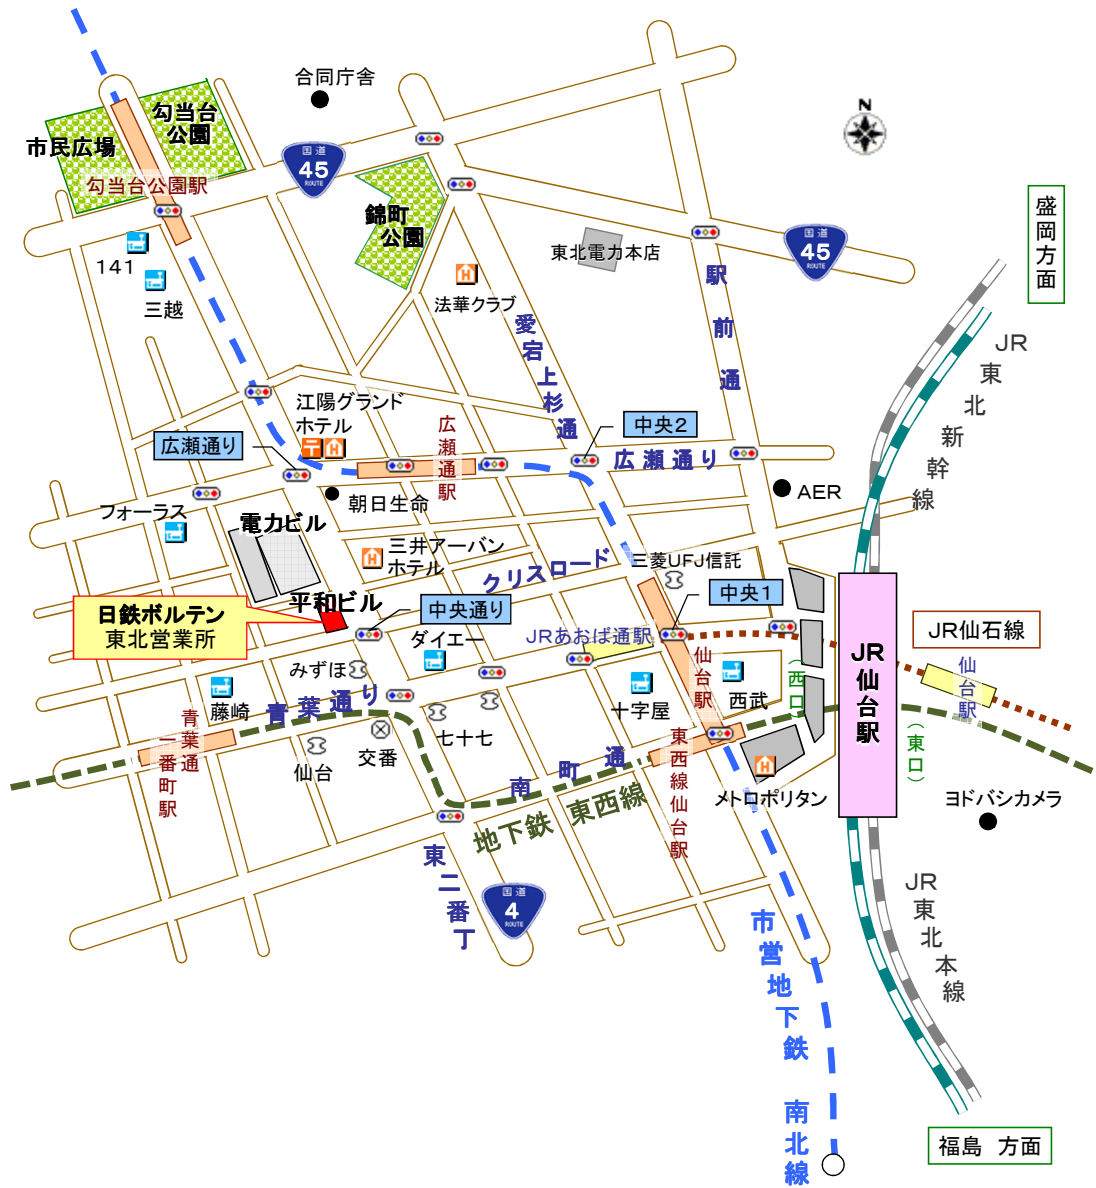 合同庁舎
勾当台
公園
市民広場
勾当台公園駅
国道
45
ROUTE
錦町
公園
N
盛岡方面
141
三越
法華クラブ
東北電力本店
国道
45
ROUTE
駅前通
愛宕上杉通
JR東北新幹線
江陽グランド
ホテル
広瀬通り
広瀬通駅
中央2
広瀬通り
朝日生命
AER
フォーラス
電力ビル
三井アーバン
ホテル
クリスロード
三菱UFJ信託
日鉄ボルテン
東北営業所
平和ビル
中央通り
中央1
ダイエー
JRあおば通駅
JR仙石線
JR仙台駅
仙台駅
仙台駅
(西口)
(東口)
みずほ
藤崎
青葉通り
十字屋
西武
青葉通一番町駅
仙台
交番
七十七
南町通
東西線仙台駅
メトロポリタン
ヨドバシカメラ
地下鉄 東西線
東二番丁
国道
4
ROUTE
市営地下鉄 南北線
JR東北本線
福島 方面